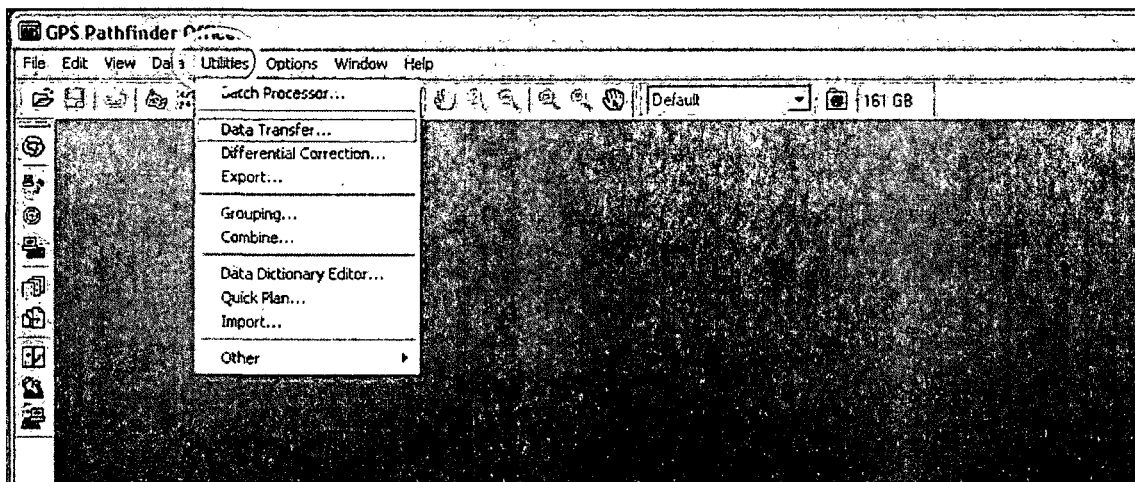 GPS Pathfinder Office
File Edit View Data Utilities Options Window Help
Batch Processor...
Default
161 GB
Data Transfer...
Differential Correction...
Export...
Grouping...
Combine...
Data Dictionary Editor...
Quick Plan...
Import...
Other